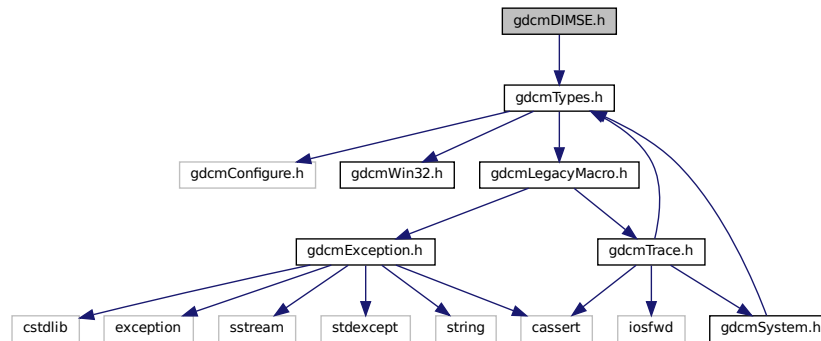 gdcmDIMSE.h
gdcmTypes.h
gdcmConfigure.h
gdcmWin32.h
gdcmLegacyMacro.h
gdcmException.h
gdcmTrace.h
cstdlib
exception
sstream
stdexcept
string
cassert
iosfwd
gdcmSystem.h